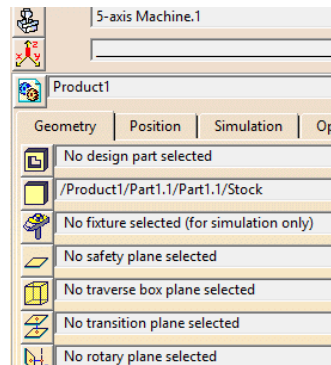 5-axis Machine.1
Product1
Geometry Position Simulation Op
No design part selected
/Product1/Part1.1/Part1.1/Stock
No fixture selected (for simulation only)
No safety plane selected
No traverse box plane selected
No transition plane selected
No rotary plane selected